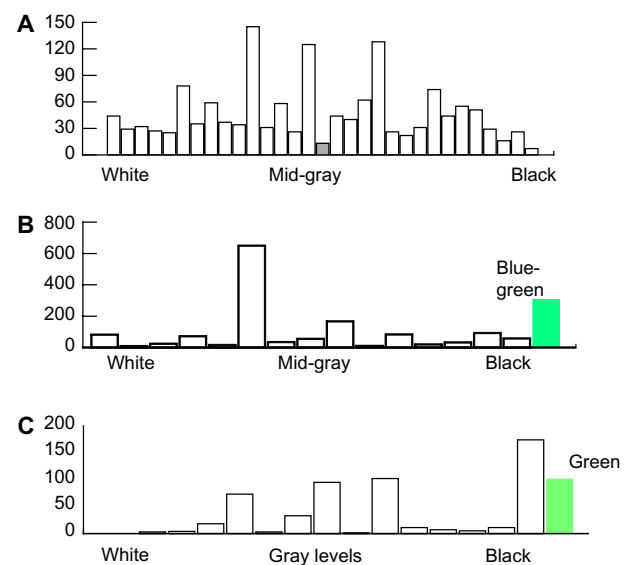 A
150
120
90
60
30
0
White Mid-gray Black
B
800
600
400
200
0
Blue-
green
White Mid-gray Black
C
200
150
100
50
0
Green
White Gray levels Black